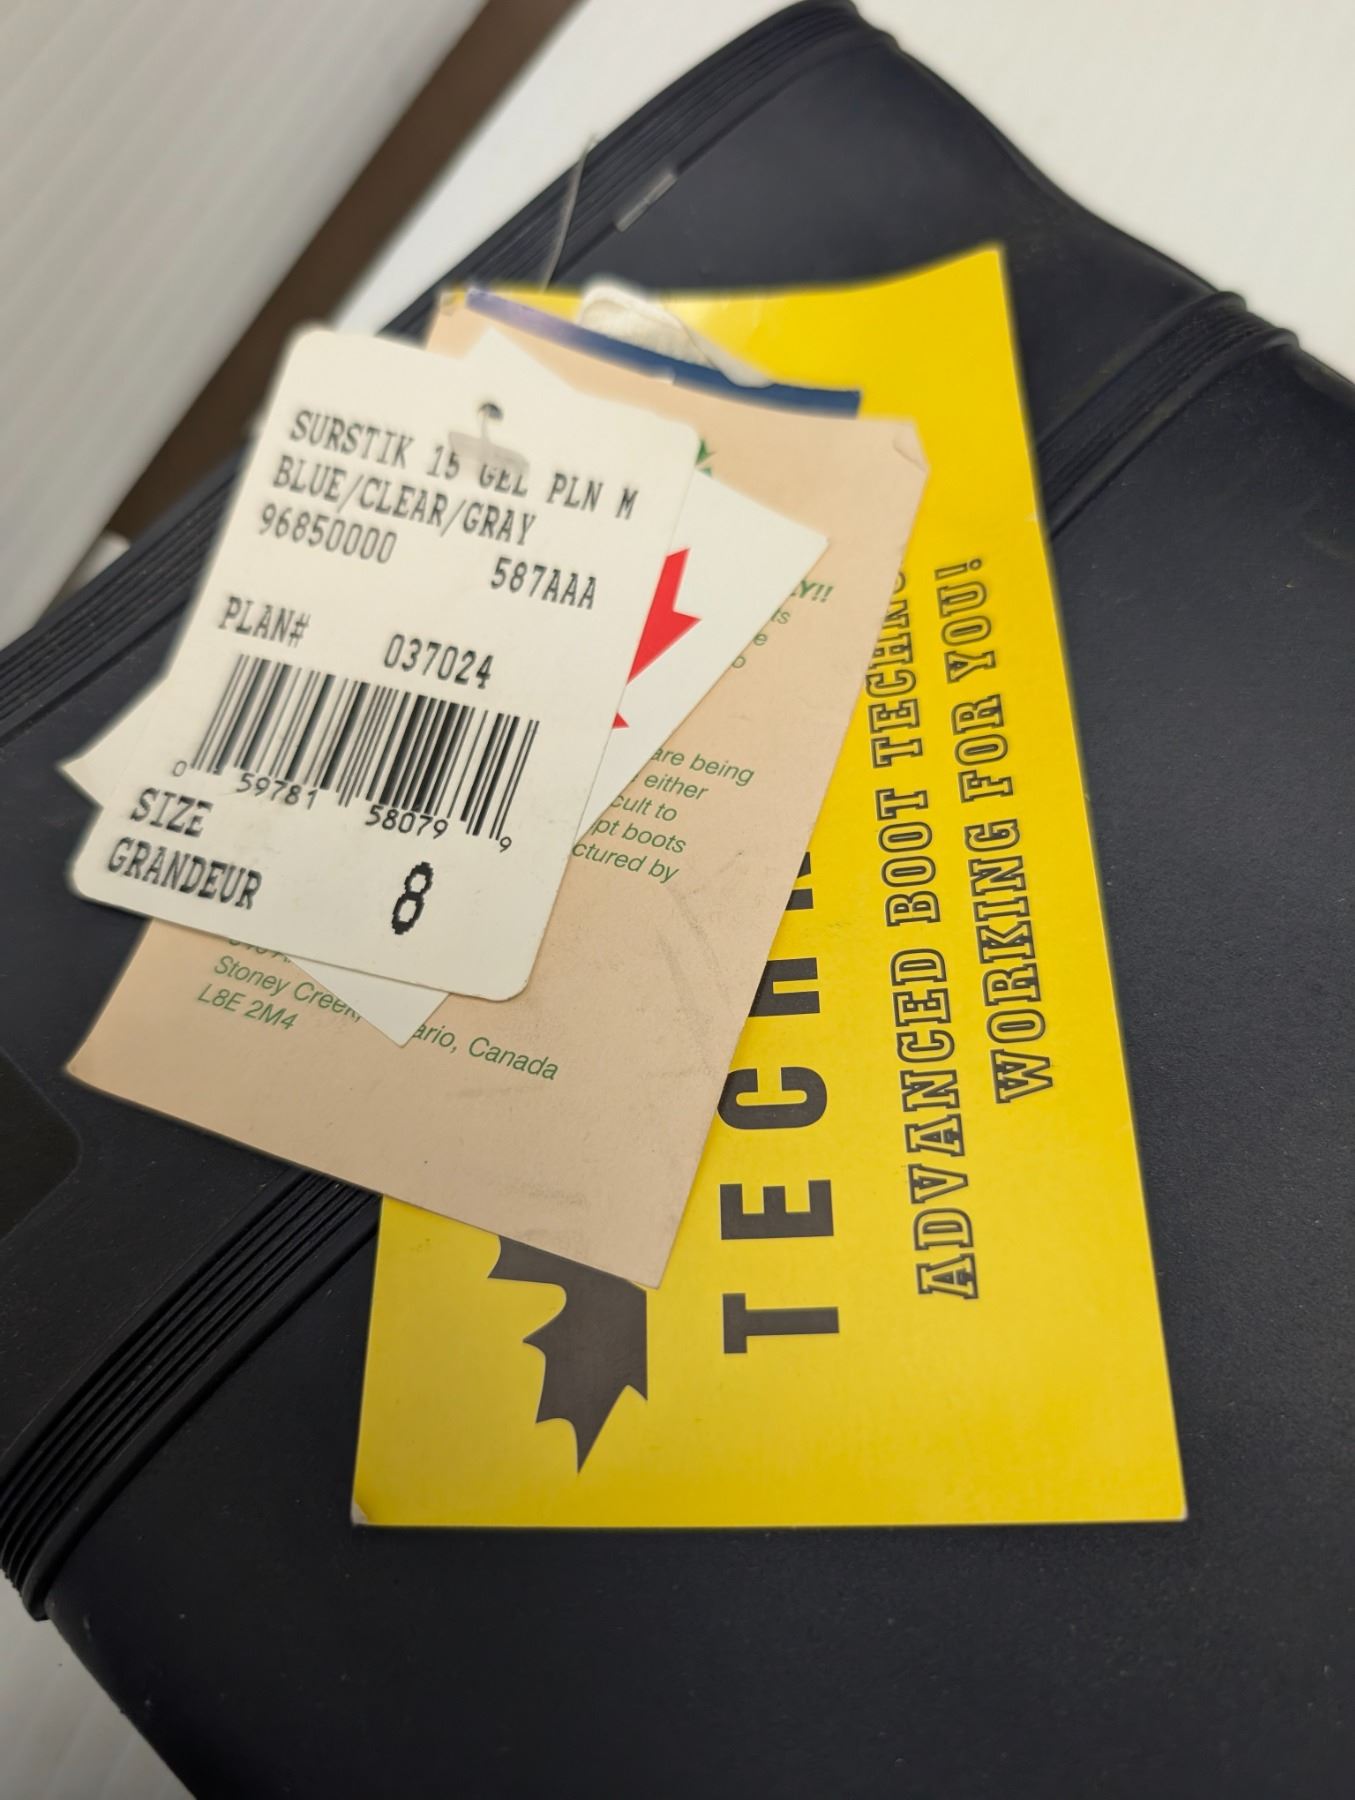 SURSTIK 15 GEL PLN M
BLUE/CLEAR/GRAY
96850000
587AAA
PLAN# 037024
0 59781 58079 9
SIZE
GRANDEUR 8
Y!!
are being
either
cult to
pt boots
ctured by
Stoney Creek,
ario, Canada
L8E 2M4
TECH
ADVANCED BOOT TECHN
WORKING FOR YOU!